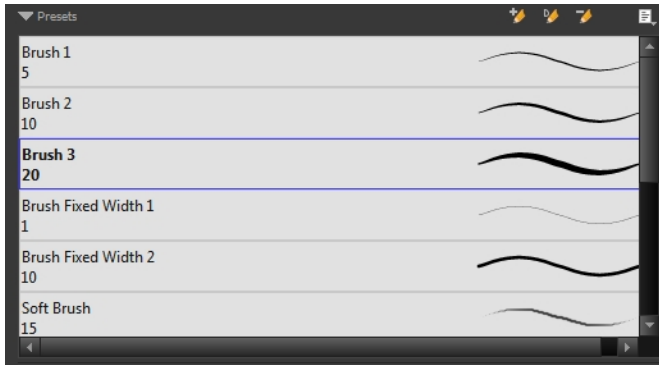 Presets
Brush 1
5
Brush 2
10
Brush 3
20
Brush Fixed Width 1
1
Brush Fixed Width 2
10
Soft Brush
15